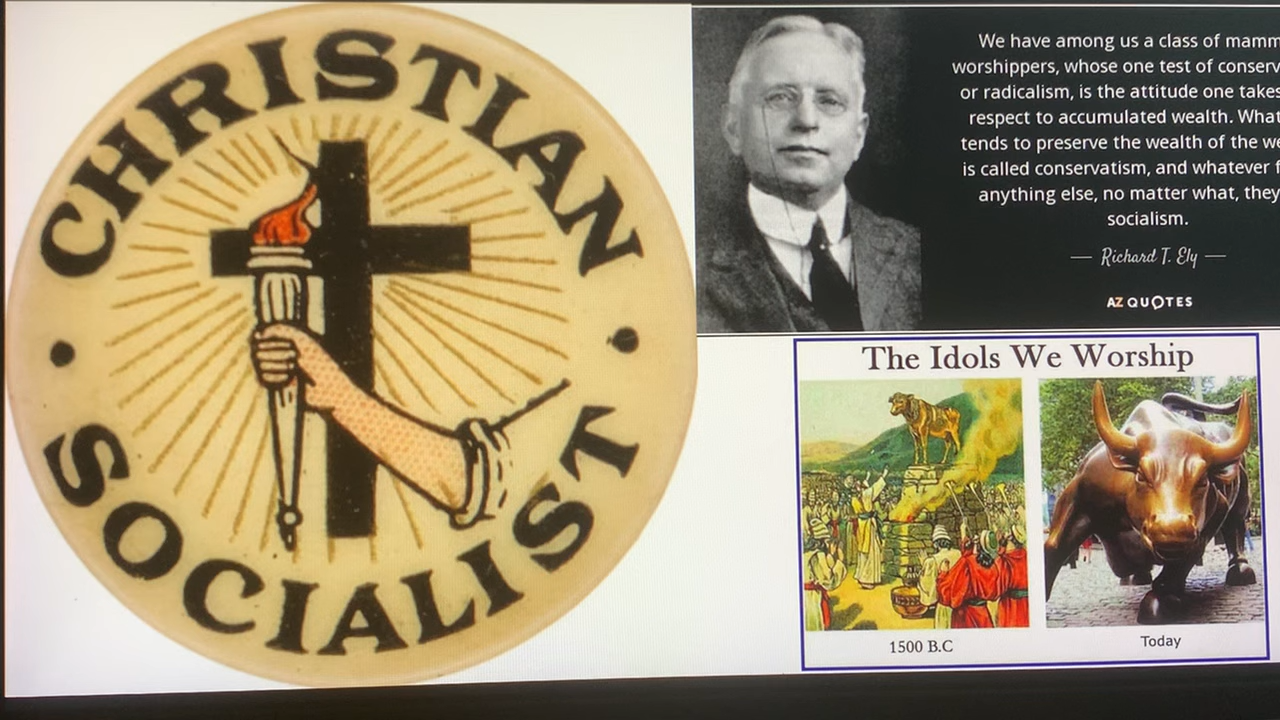 CHRISTIAN
SOCIALIST
We have among us a class of mamm
worshippers, whose one test of conserv
or radicalism, is the attitude one takes
respect to accumulated wealth. What
tends to preserve the wealth of the we
is called conservatism, and whatever f
anything else, no matter what, they
socialism.
— Richard T. Ely —
AZ QUOTES
The Idols We Worship
1500 B.C
Today